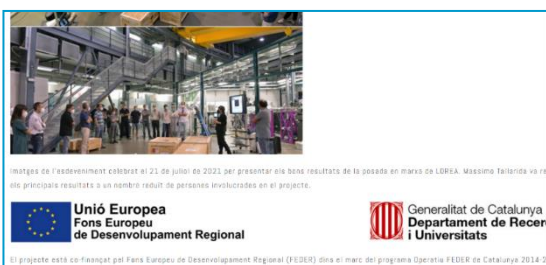 Imatges de l'esdeveniment celebrat el 21 de juliol de 2021 per presentar els bons resultats de la posada en marxa de LOREA. Massimo Tallarida va re
els principals resultats a un nombre reduït de persones involucrades en el projecte.
Unió Europea
Fons Europeu
de Desenvolupament Regional
Generalitat de Catalunya
Departament de Recer
i Universitats
El projecte està co-finançat pel Fons Europeu de Desenvolupament Regional (FEDER) dins el marc del programa Operatiu FEDER de Catalunya 2014-2